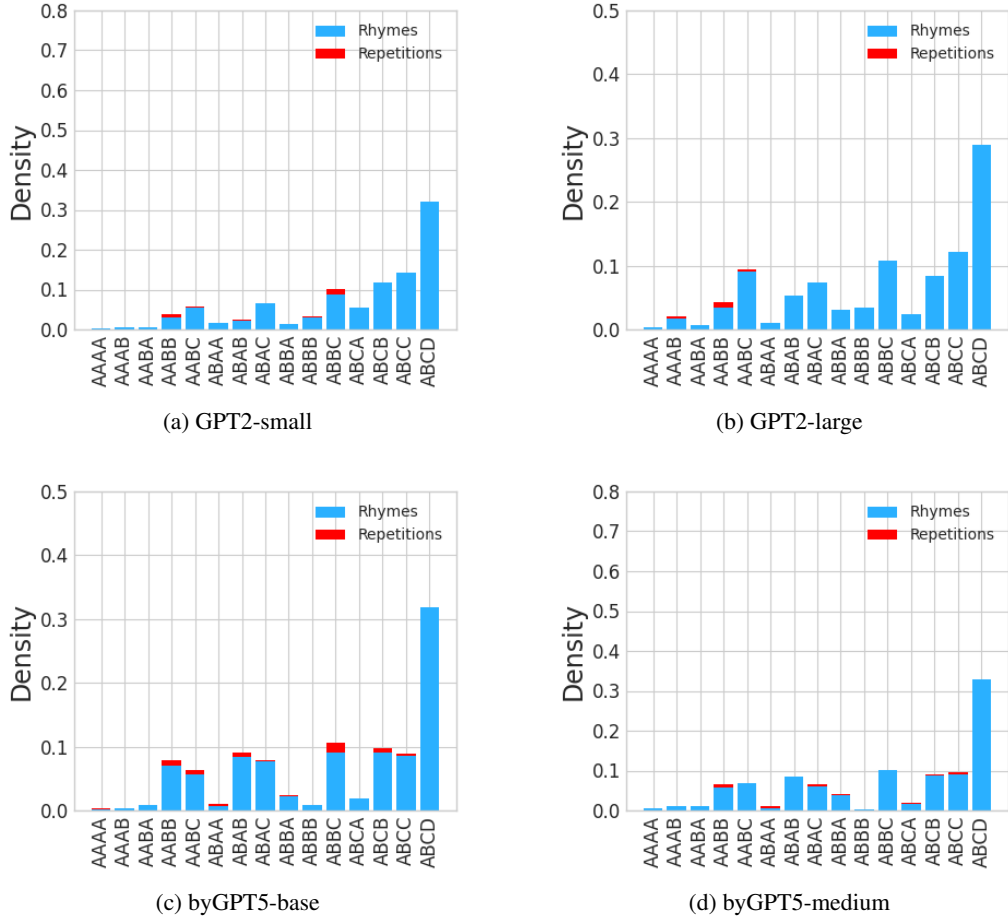 Density
0.8
0.7
0.6
0.5
0.4
0.3
0.2
0.1
0.0
Rhymes
Repetitions
AAAA AAAB AABA AABB AABC ABAA ABAB ABAC ABBA ABBB ABBC ABCA ABCB ABCC ABCD
(a) GPT2-small
Density
0.5
0.4
0.3
0.2
0.1
0.0
Rhymes
Repetitions
AAAA AAAB AABA AABB AABC ABAA ABAB ABAC ABBA ABBB ABBC ABCA ABCB ABCC ABCD
(b) GPT2-large
Density
0.5
0.4
0.3
0.2
0.1
0.0
Rhymes
Repetitions
AAAA AAAB AABA AABB AABC ABAA ABAB ABAC ABBA ABBB ABBC ABCA ABCB ABCC ABCD
(c) byGPT5-base
Density
0.8
0.7
0.6
0.5
0.4
0.3
0.2
0.1
0.0
Rhymes
Repetitions
AAAA AAAB AABA AABB AABC ABAA ABAB ABAC ABBA ABBB ABBC ABCA ABCB ABCC ABCD
(d) byGPT5-medium